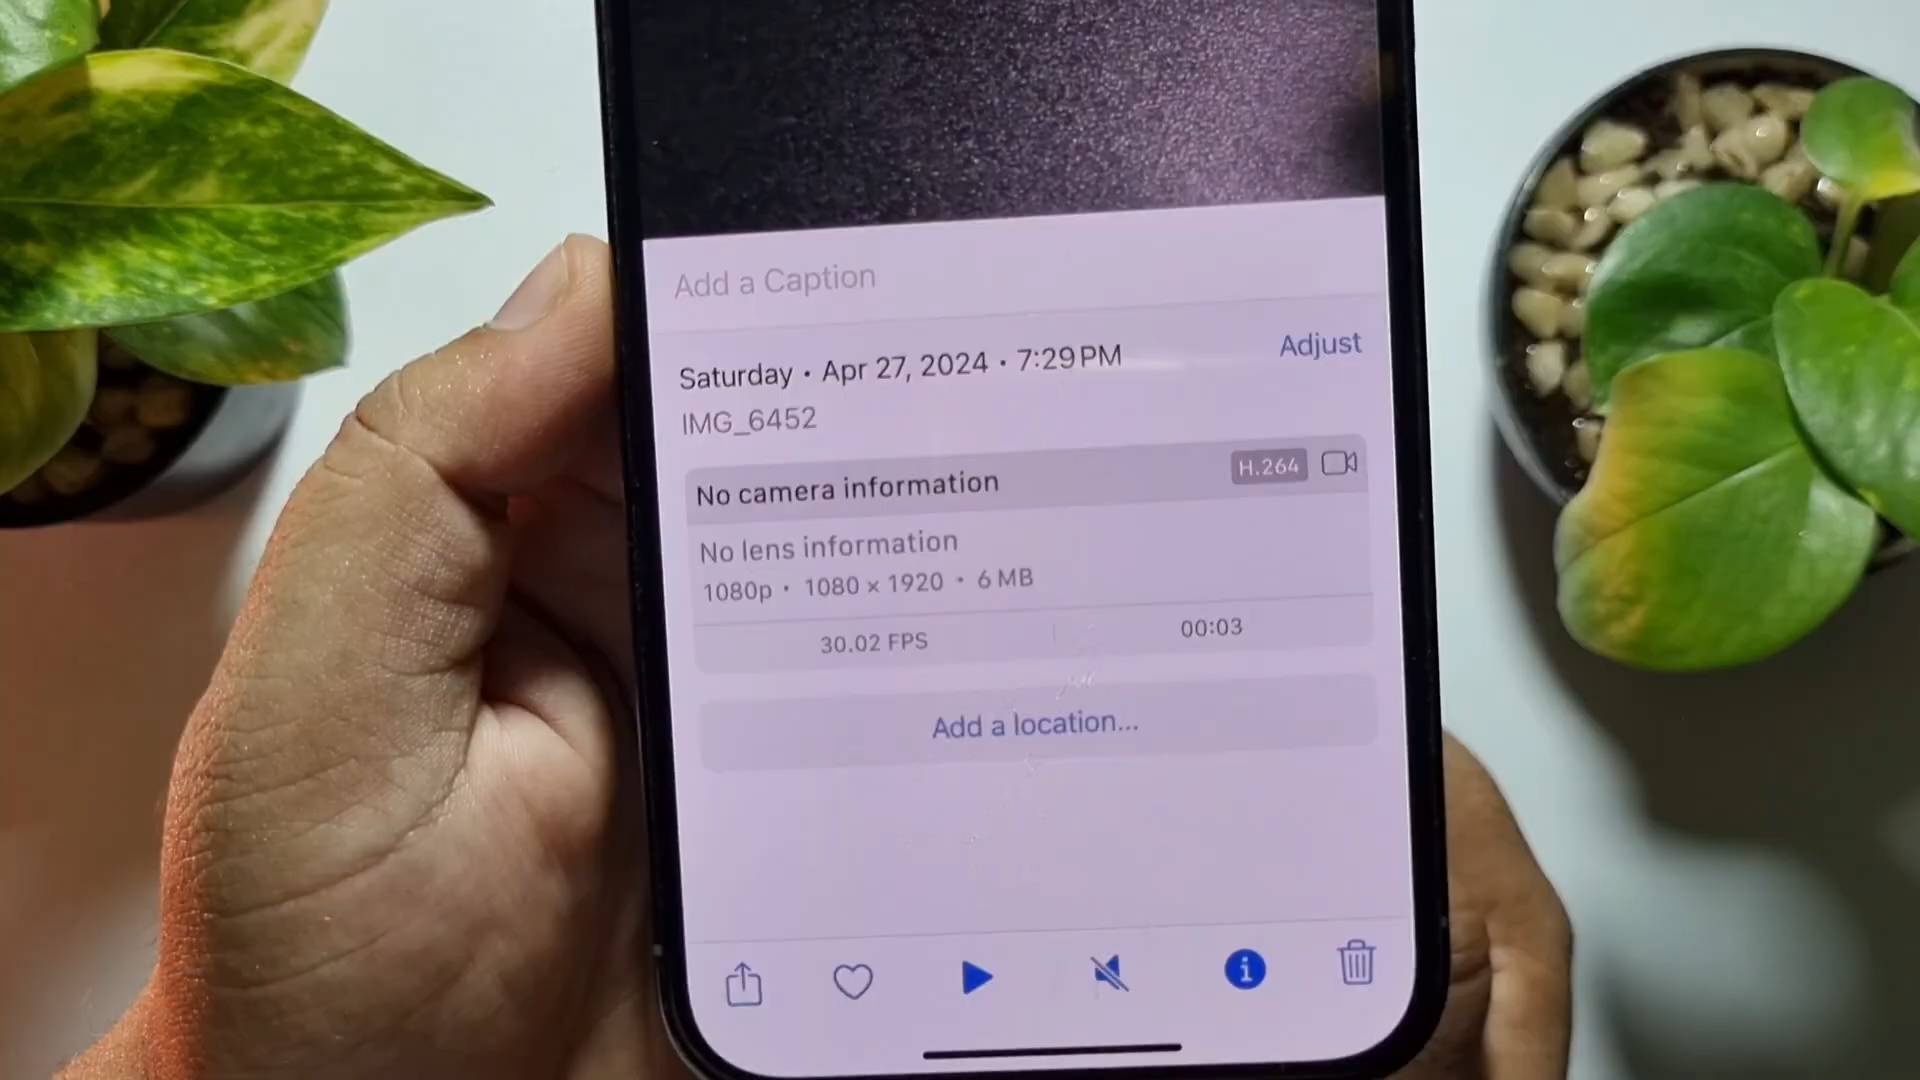 Add a Caption
Saturday • Apr 27, 2024 • 7:29 PM
Adjust
IMG_6452
No camera information
H.264
No lens information
1080p • 1080 × 1920 • 6 MB
30.02 FPS
00:03
Add a location...